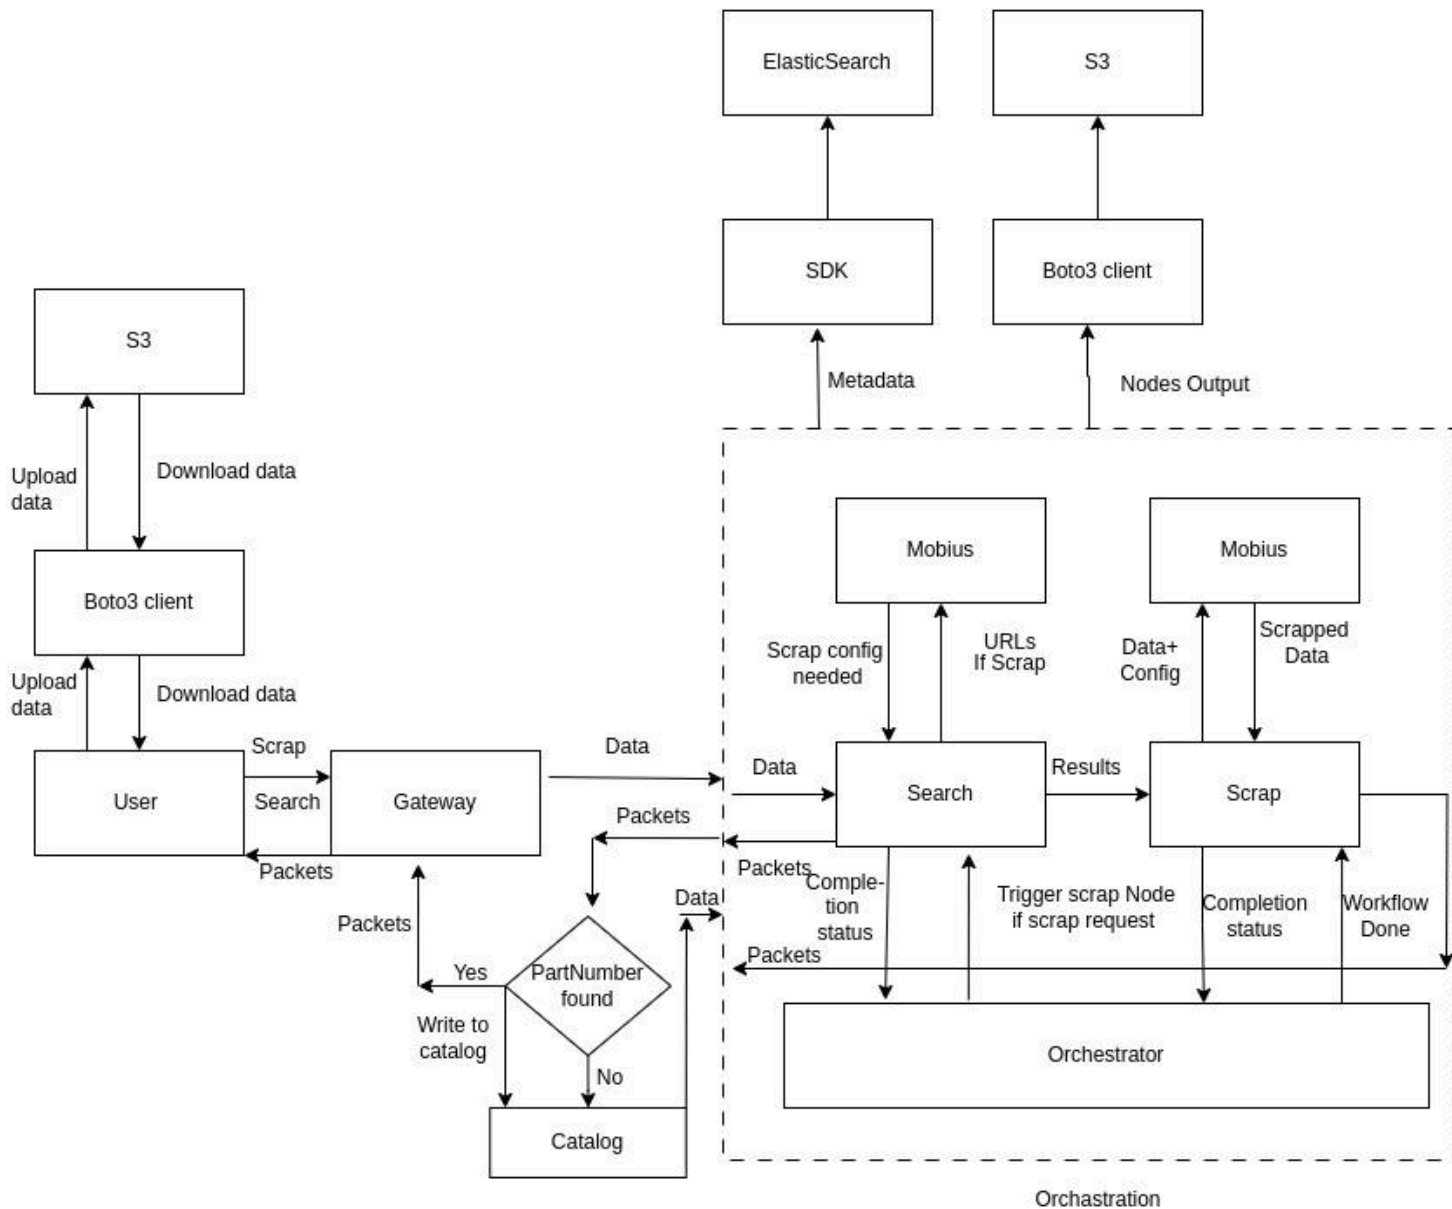 ElasticSearch
S3
SDK
Boto3 client
S3
Metadata
Nodes Output
Upload
data
Download data
Mobius
Mobius
Boto3 client
Scrap config
needed
URLs
If Scrap
Data+
Config
Scrapped
Data
Upload
data
Download data
Scrap
Data
Data
Results
User
Search
Gateway
Search
Scrap
Packets
Packets
Packets
Packets
Comple-
tion
status
Data
Trigger scrap Node
if scrap request
Completion
status
Workflow
Done
Packets
Packets
Yes
PartNumber
found
Write to
catalog
No
Orchestrator
Catalog
Orchastration